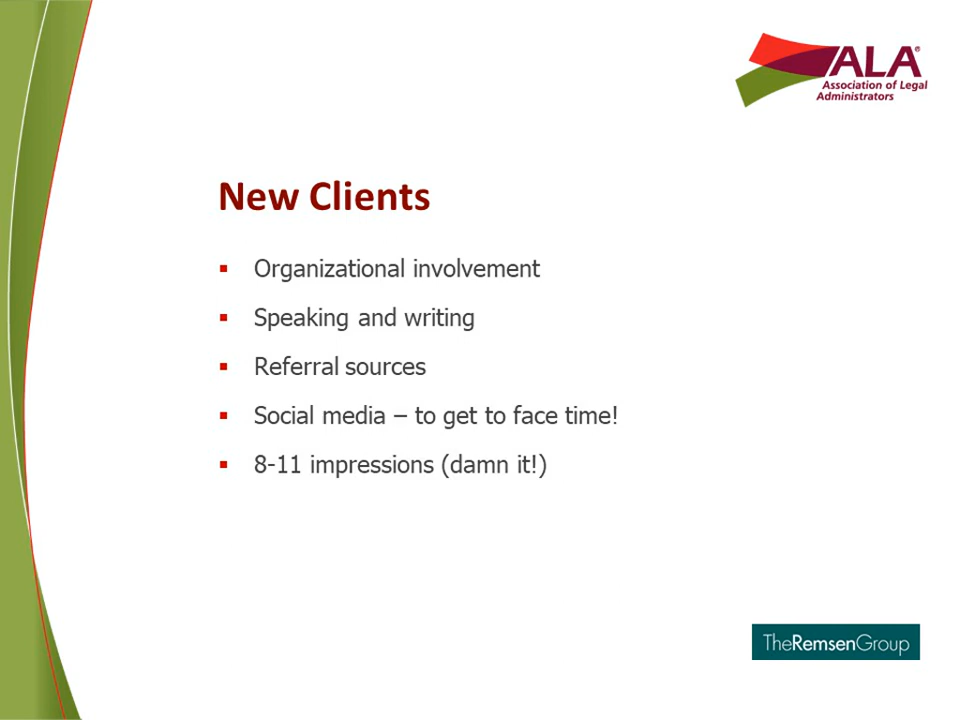 ALA®
Association of Legal
Administrators
New Clients
▪ Organizational involvement
▪ Speaking and writing
▪ Referral sources
▪ Social media – to get to face time!
▪ 8-11 impressions (damn it!)
TheRemsenGroup